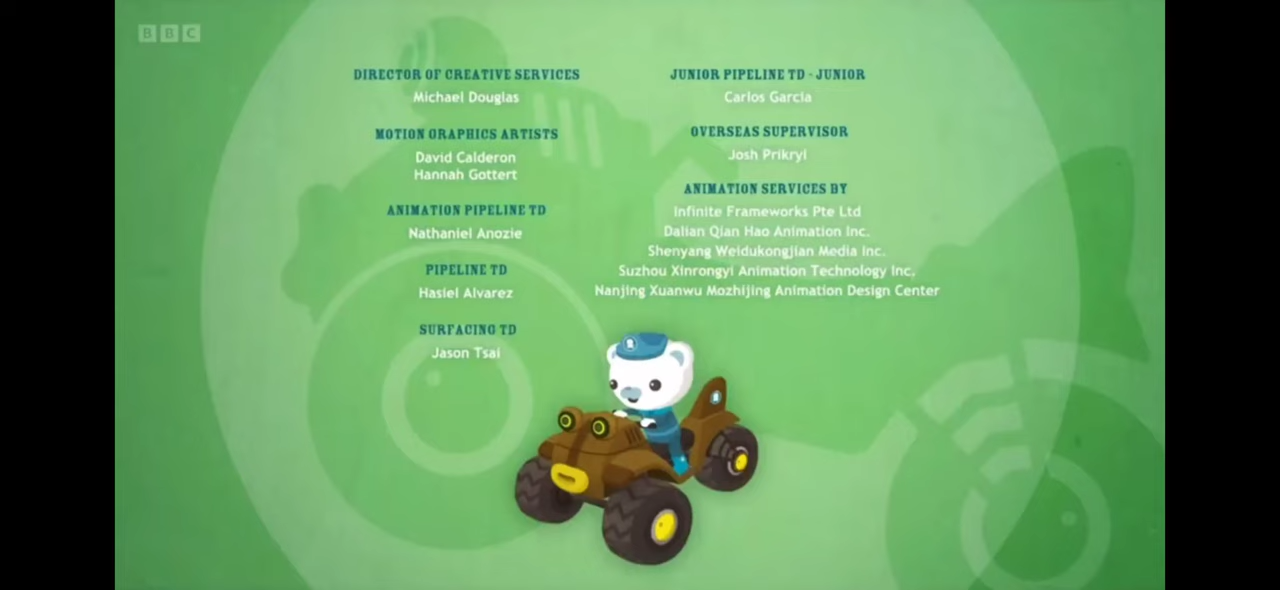 BBC
DIRECTOR OF CREATIVE SERVICES
Michael Douglas
MOTION GRAPHICS ARTISTS
David Calderon
Hannah Gottert
ANIMATION PIPELINE TD
Nathaniel Anozie
PIPELINE TD
Hasiel Alvarez
SURFACING TD
Jason Tsai
JUNIOR PIPELINE TD - JUNIOR
Carlos Garcia
OVERSEAS SUPERVISOR
Josh Prikryl
ANIMATION SERVICES BY
Infinite Frameworks Pte Ltd
Dalian Qian Hao Animation Inc.
Shenyang Weidukongjian Media Inc.
Suzhou Xinrongyi Animation Technology Inc.
Nanjing Xuanwu Mozhijing Animation Design Center